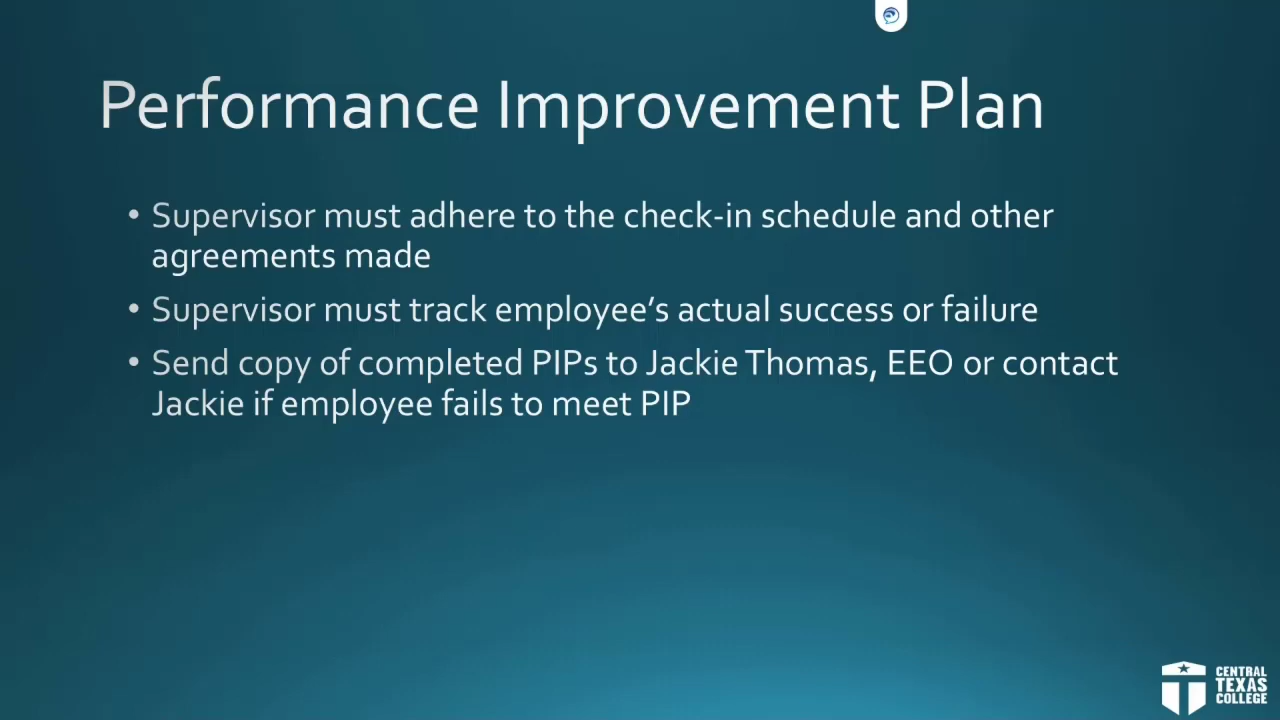 Performance Improvement Plan
• Supervisor must adhere to the check-in schedule and other
agreements made
• Supervisor must track employee’s actual success or failure
• Send copy of completed PIPs to Jackie Thomas, EEO or contact
Jackie if employee fails to meet PIP
CENTRAL
TEXAS
COLLEGE